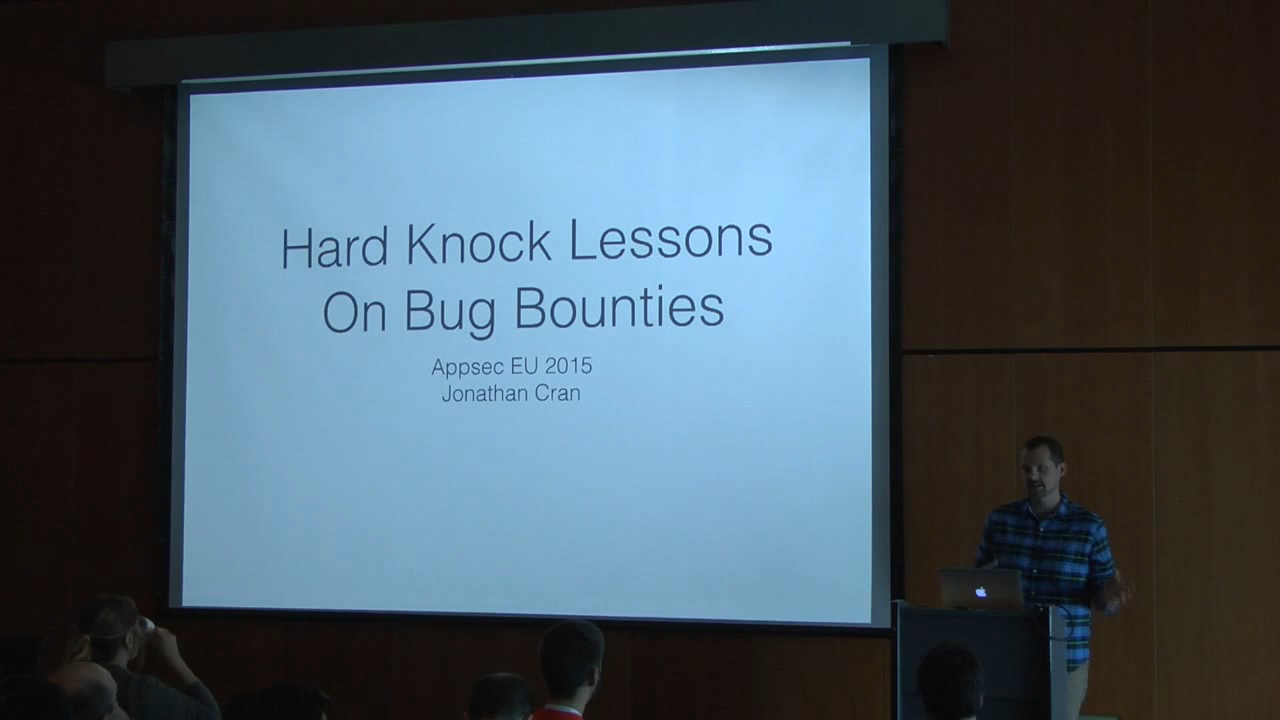 Hard Knock Lessons
On Bug Bounties
Appsec EU 2015
Jonathan Cran